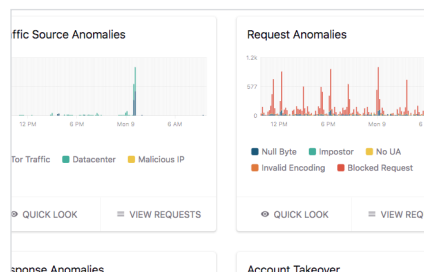 ffic Source Anomalies
12 PM 6 PM Mon 9 6 AM
Tor Traffic Datacenter Malicious IP
QUICK LOOK VIEW REQUESTS
Request Anomalies
1.2k
577
0
12 PM 6 PM Mon 9 6 A
Null Byte Impostor No UA
Invalid Encoding Blocked Request
QUICK LOOK VIEW REQ
sponse Anomalies
Account Takeover